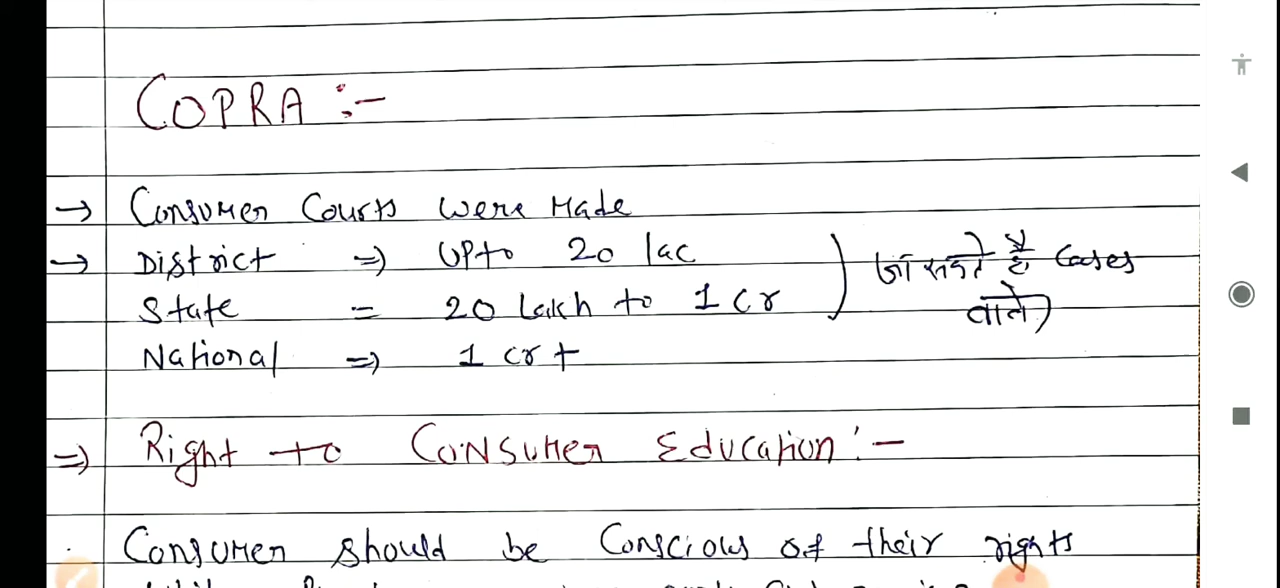 COPRA :-
→ Consumer Courts were Made
→ District ⇒ UPto 20 lac
State = 20 Lakh to 1 cr
National ⇒ 1 cr +
) जा सकते है Cases
वाले
⇒ Right to Consumer Education :-
Consumer should be Conscious of their rights